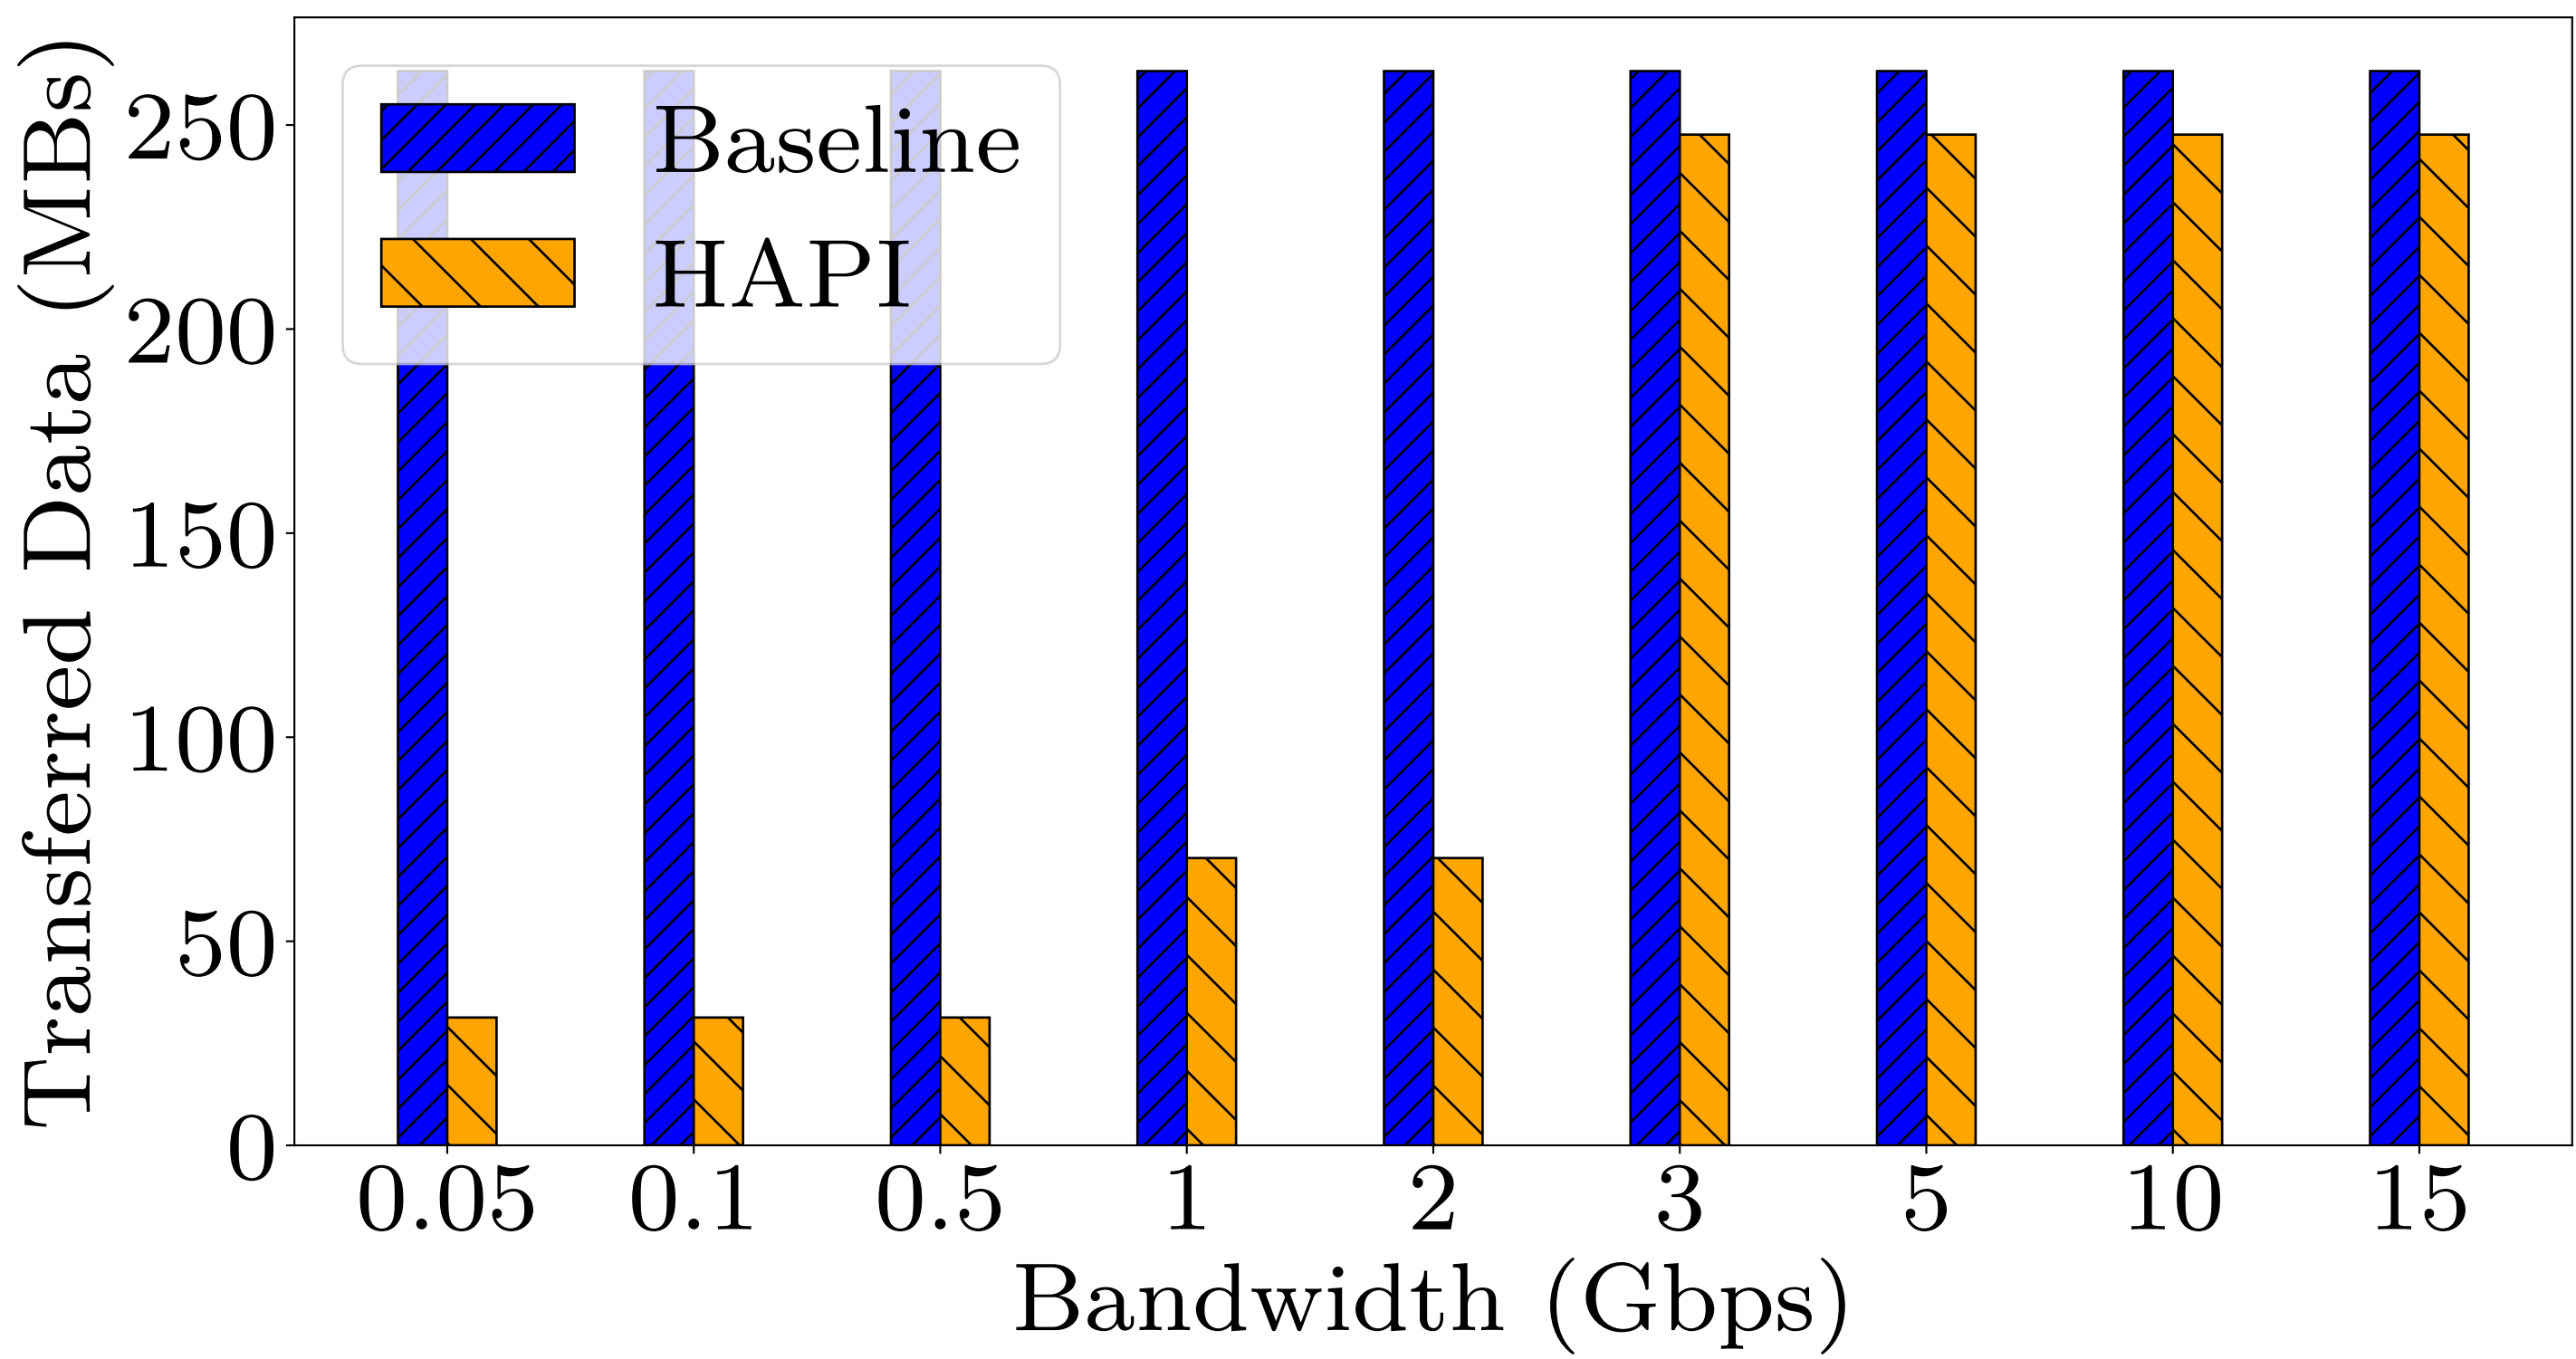 Transferred Data (MBs)
250
200
150
100
50
0
Baseline
HAPI
0.05 0.1 0.5 1 2 3 5 10 15
Bandwidth (Gbps)